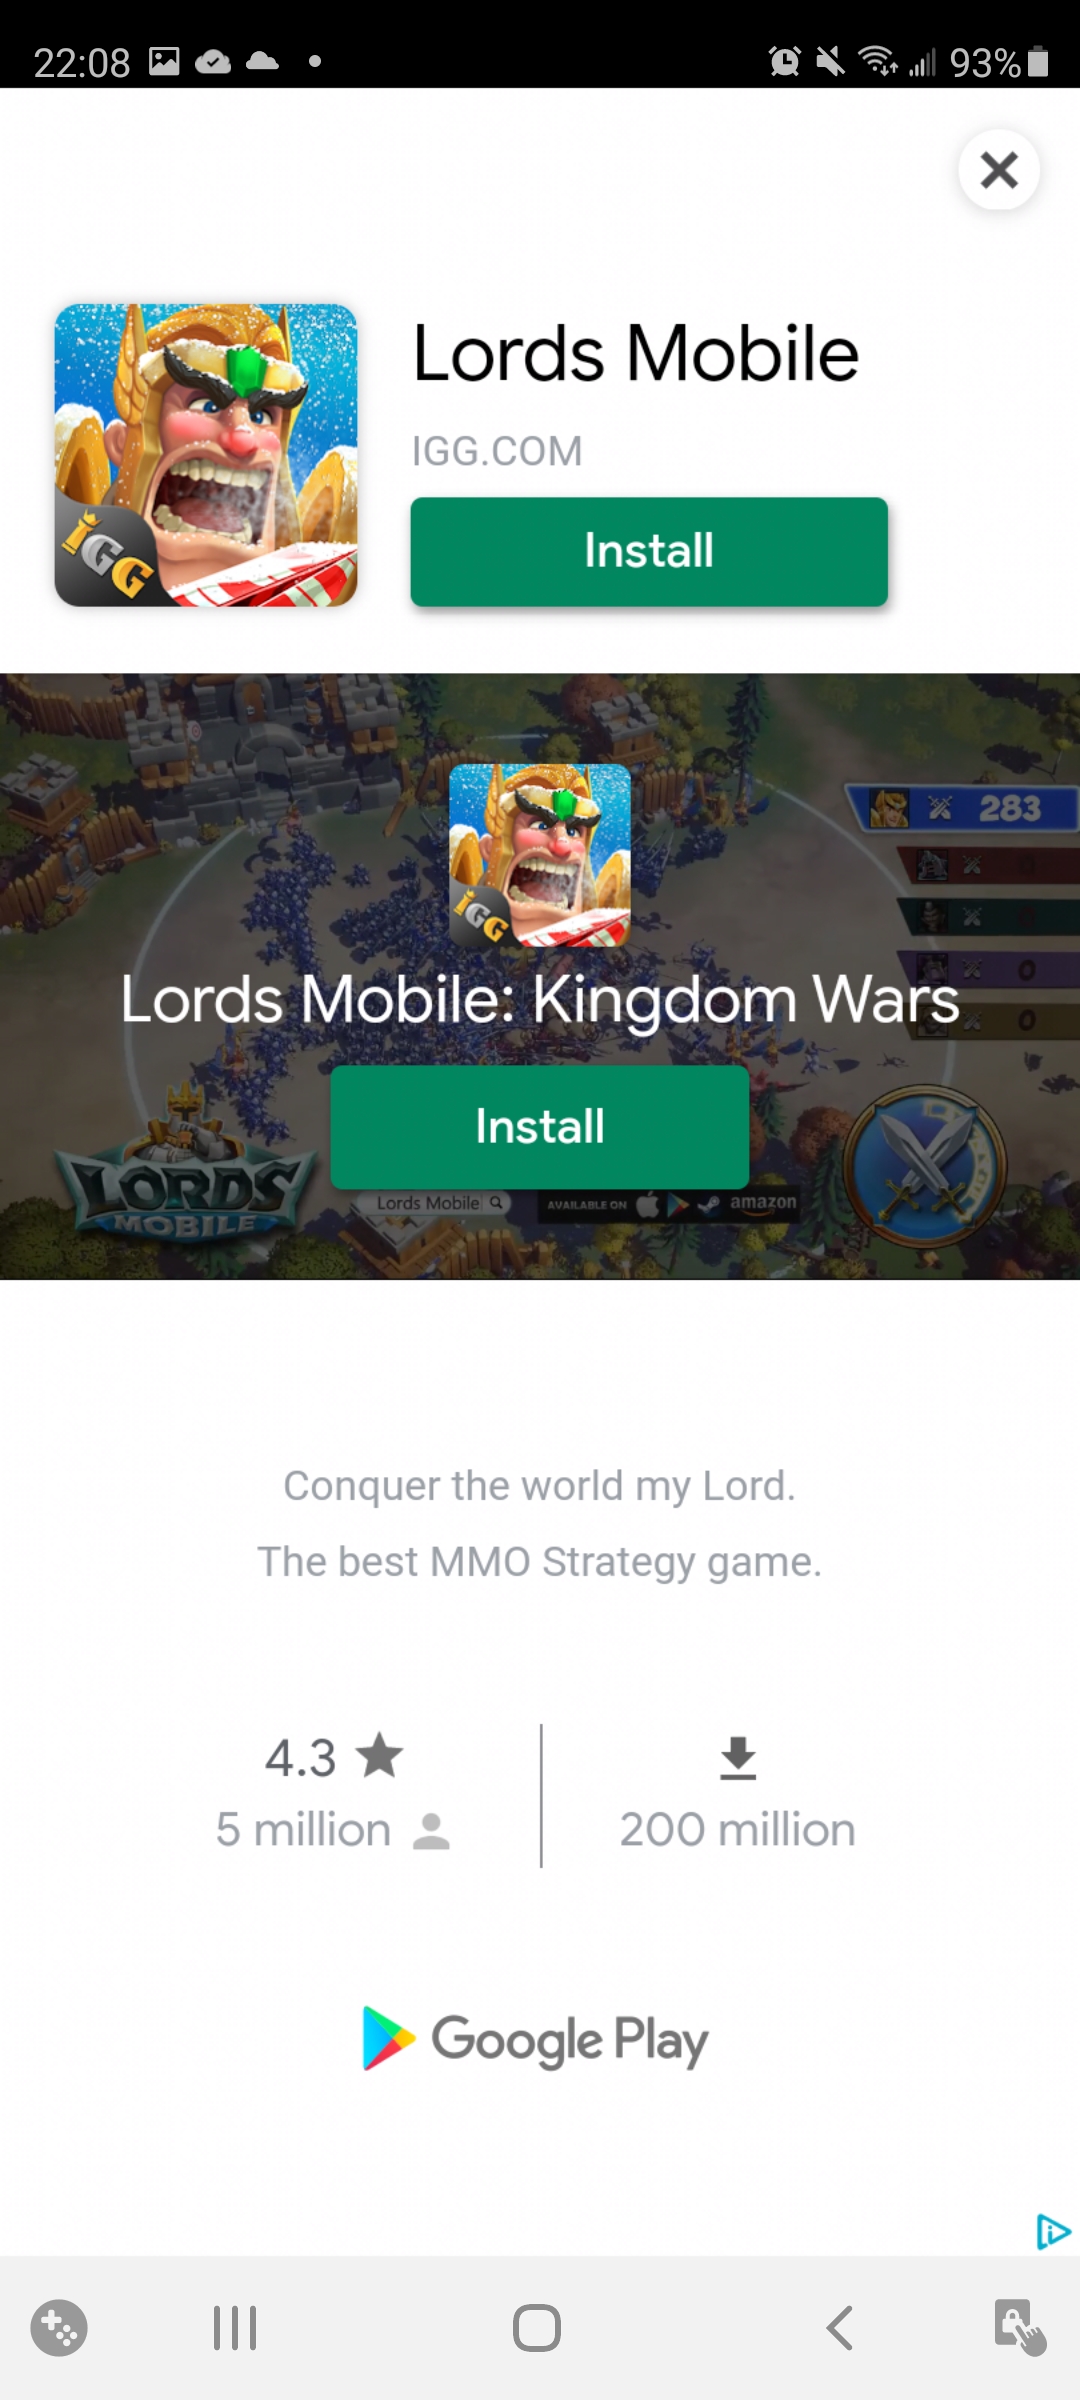 22:08
93%
Lords Mobile
IGG.COM
Install
IGG
283
IGG
0
Lords Mobile: Kingdom Wars
0
Install
LORDS
MOBILE
Lords Mobile
AVAILABLE ON
amazon
Conquer the world my Lord.
The best MMO Strategy game.
4.3
5 million
200 million
Google Play